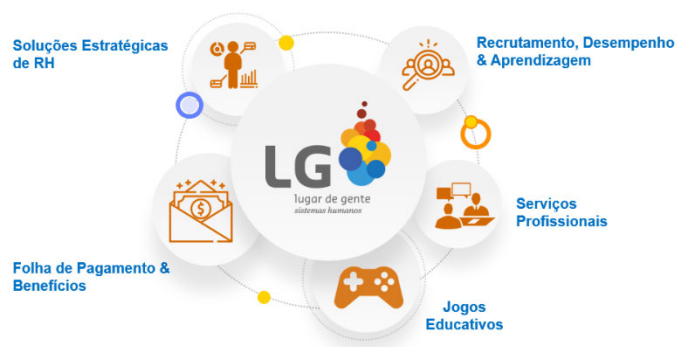 Soluções Estratégicas
de RH
Recrutamento, Desempenho
& Aprendizagem
LG
lugar de gente
sistemas humanos
Serviços
Profissionais
Folha de Pagamento &
Benefícios
$
Jogos
Educativos